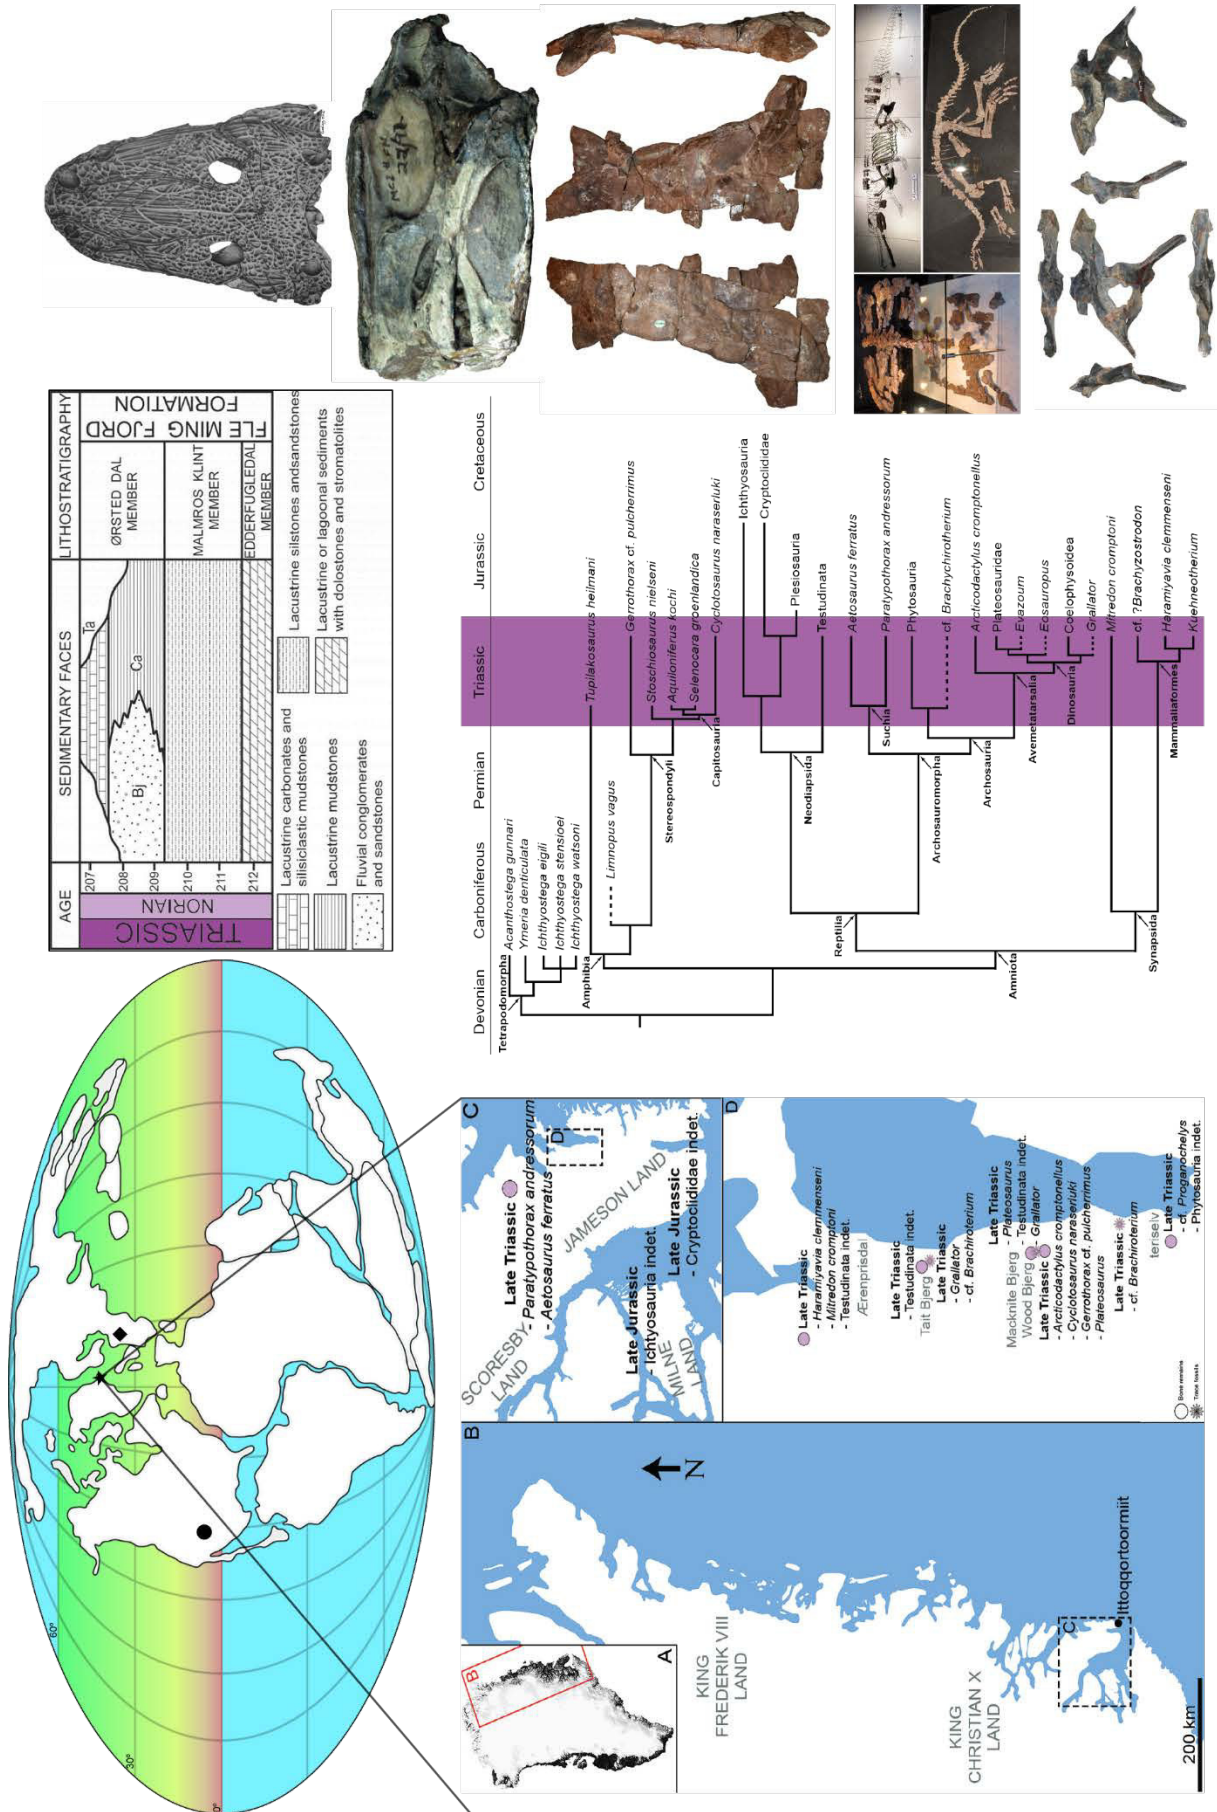 60°
30°
0°
AGE
SEDIMENTARY FACES
LITHOSTRATIGRAPHY
TRIASSIC
NORIAN
207
208
209
210
211
212
Ta
Bj
Ca
ØRSTED DAL
MEMBER
MALMROS KLINT
MEMBER
EDDERFUGLEDAL
MEMBER
FLEMING FJORD
FORMATION
Lacustrine carbonates and
silisiclastic mudstones
Lacustrine mudstones
Fluvial conglomerates
and sandstones
Lacustrine silstones andsandstones
Lacustrine or lagoonal sediments
with dolostones and stromatolites
A
B
B
N
KING
FREDERIK VIII
LAND
KING
CHRISTIAN X
LAND
C
Ittoqqortoormiit
200 km
C
SCORESBY
LAND
Late Triassic
- Paratypothorax andressorum
- Aetosaurus ferratus
D
JAMESON LAND
Late Jurassic
- Ichtyosauria indet.
MILNE
LAND
Late Jurassic
- Cryptoclididae indet.
D
Late Triassic
- Haramiyavia clemmenseni
- Mitredon cromptoni
- Testudinata indet.
Ærenprisdal
Late Triassic
- Testudinata indet.
Tait Bjerg
Late Triassic
- Grallator
- cf. Brachiroterium
Late Triassic
- Plateosaurus
- Testudinata indet.
- Grallator
Macknite Bjerg
Wood Bjerg
Late Triassic
- Arcticodactylus cromptonellus
- Cyclotosaurus naraserluki
- Gerrothorax cf. pulcherrimus
- Plateosaurus
Late Triassic
- cf. Brachiroterium
teriselv
Late Triassic
- cf. Proganochelys
- Phytosauria indet.
Bone remains
Trace fossils
Devonian
Carboniferous
Permian
Triassic
Jurassic
Cretaceous
Tetrapodomorpha
Acanthostega gunnari
Ymeria denticulata
Ichthyostega eigili
Ichthyostega stensioei
Ichthyostega watsoni
Amphibia
Tupilakosaurus heilmani
Limnopus vagus
Gerrothorax cf. pulcherrimus
Stereospondyli
Stoschiosaurus nielseni
Aquiloniferus kochi
Selenocara groenlandica
Capitosauria
Cyclotosaurus naraserluki
Ichthyosauria
Cryptoclididae
Plesiosauria
Neodiapsida
Testudinata
Reptilia
Aetosaurus ferratus
Suchia
Paratypothorax andressorum
Phytosauria
Archosauromorpha
cf. Brachychirotherium
Archosauria
Arcticodactylus cromptonellus
Plateosauridae
Avemetatarsalia
Evazoum
Eosauropus
Dinosauria
Coelophysoidea
Grallator
Amniota
Mitredon cromptoni
cf. ?Brachyzostrodon
Synapsida
Haramiyavia clemmenseni
Mammaliaformes
Kuehneotherium